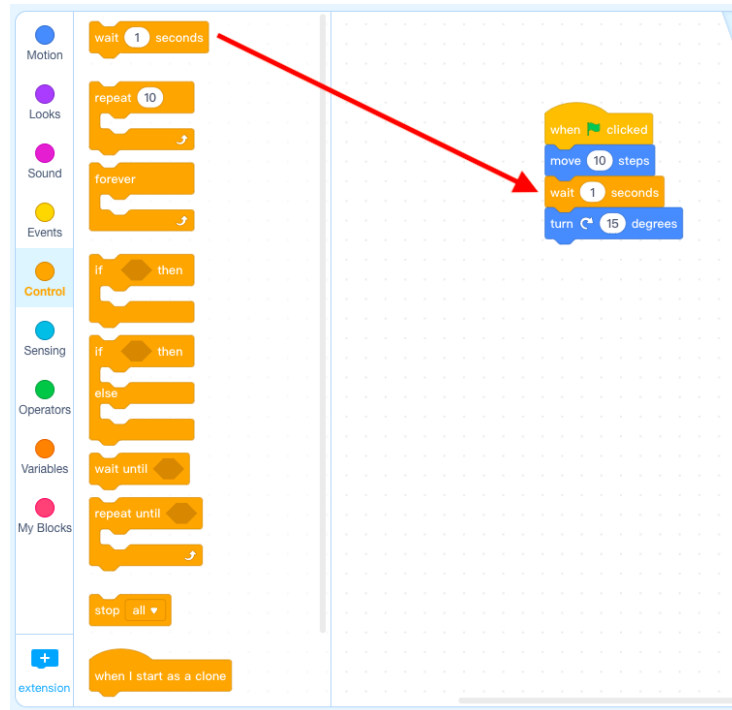 Motion
Looks
Sound
Events
Control
Sensing
Operators
Variables
My Blocks
extension
wait 1 seconds
repeat 10
forever
if then
if then
else
wait until
repeat until
stop all
when I start as a clone
when clicked
move 10 steps
wait 1 seconds
turn 15 degrees